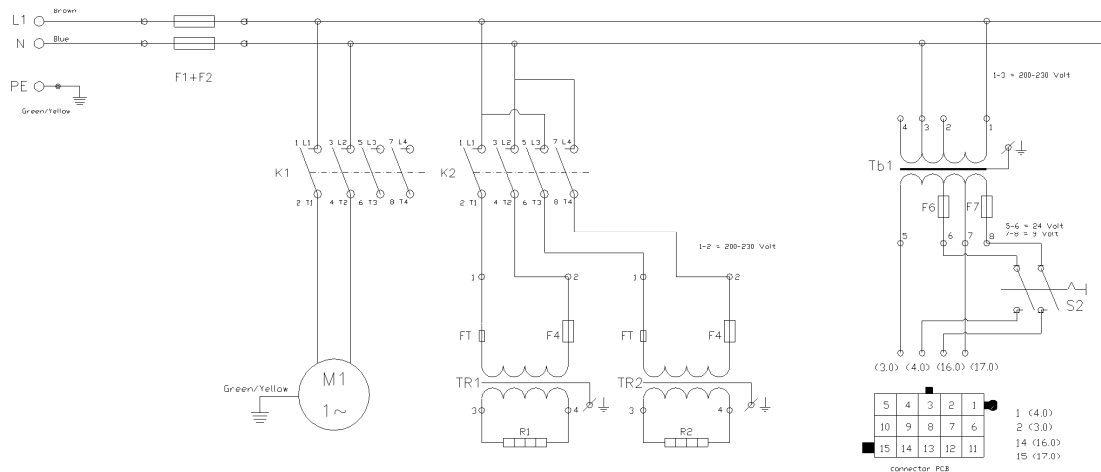 L1
Brown
N
Blue
F1+F2
PE
Green/Yellow
1-3 = 200-230 Volt
4 3 2 1
Tb1
K1
1 L1 3 L2 5 L3 7 L4
2 T1 4 T2 6 T3 8 T4
K2
1 L1 3 L2 5 L3 7 L4
2 T1 4 T2 6 T3 8 T4
F6 F7
5-6 = 24 Volt
7-8 = 9 Volt
5 6 7 8
1-2 = 200-230 Volt
1 2
1 2
S2
FT F4
FT F4
(3.0) (4.0) (16.0) (17.0)
M1
1~
Green/Yellow
TR1
TR2
3 4
3 4
R1
R2
5 4 3 2 1
10 9 8 7 6
15 14 13 12 11
connector PCB
1 (4.0)
2 (3.0)
14 (16.0)
15 (17.0)